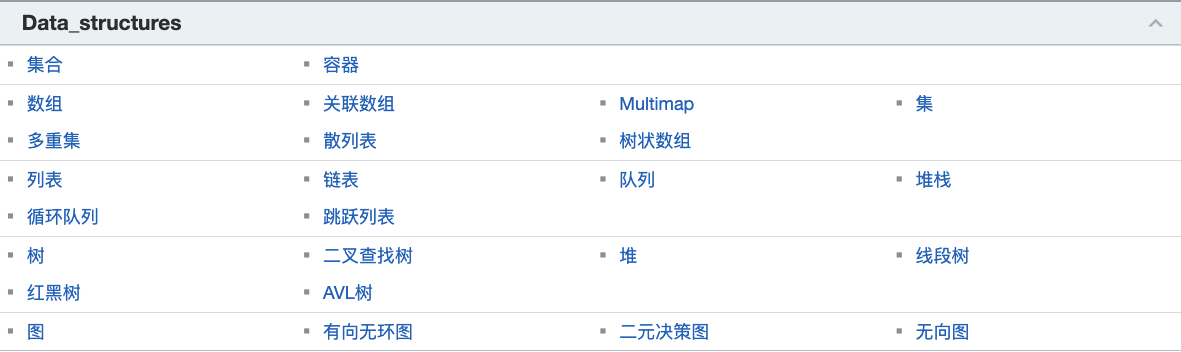 Data_structures
集合 容器
数组 关联数组 Multimap 集
多重集 散列表 树状数组
列表 链表 队列 堆栈
循环队列 跳跃列表
树 二叉查找树 堆 线段树
红黑树 AVL树
图 有向无环图 二元决策图 无向图